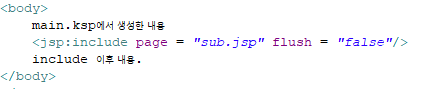 <body>
main.ksp에서 생성한 내용
<jsp:include page = "sub.jsp" flush = "false"/>
include 이후 내용.
</body>